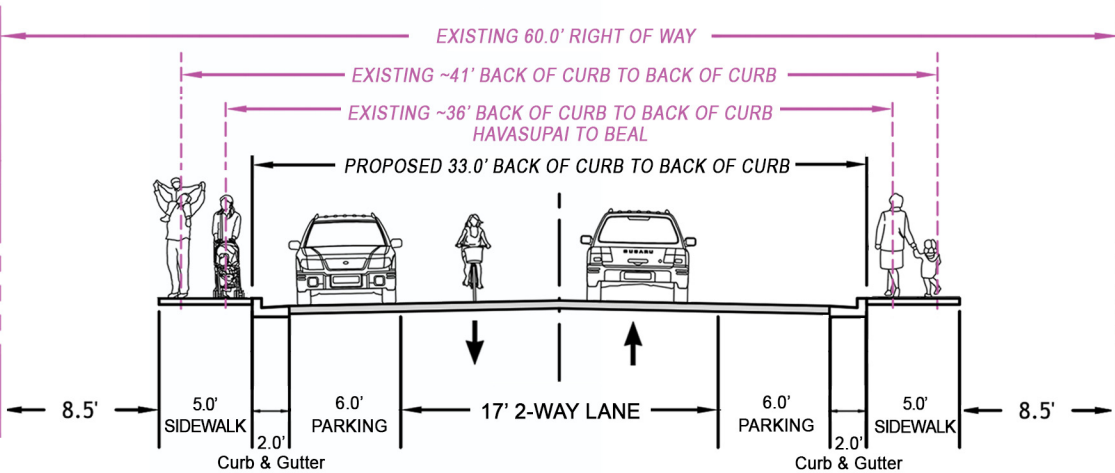 EXISTING 60.0' RIGHT OF WAY
EXISTING ~41' BACK OF CURB TO BACK OF CURB
EXISTING ~36' BACK OF CURB TO BACK OF CURB
HAVASUPAI TO BEAL
PROPOSED 33.0' BACK OF CURB TO BACK OF CURB
SUBARU
8.5'
5.0'
SIDEWALK
2.0'
Curb & Gutter
6.0'
PARKING
17' 2-WAY LANE
6.0'
PARKING
2.0'
Curb & Gutter
5.0'
SIDEWALK
8.5'